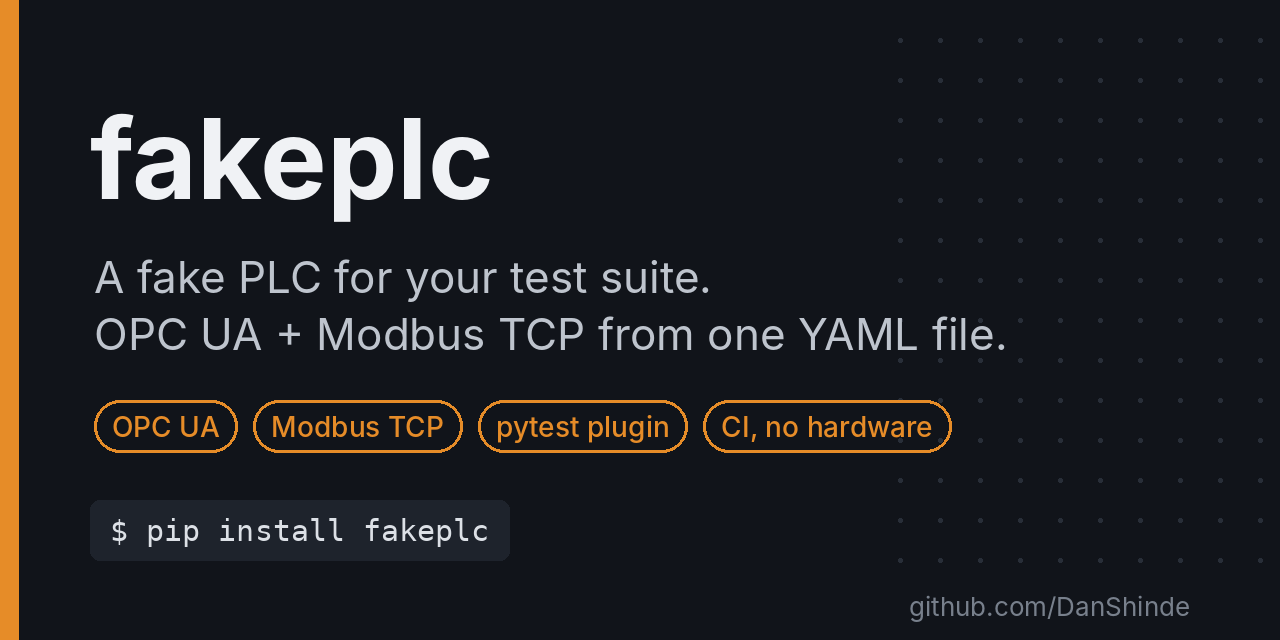 fakeplc
A fake PLC for your test suite.
OPC UA + Modbus TCP from one YAML file.
OPC UA Modbus TCP pytest plugin CI, no hardware
$ pip install fakeplc
github.com/DanShinde